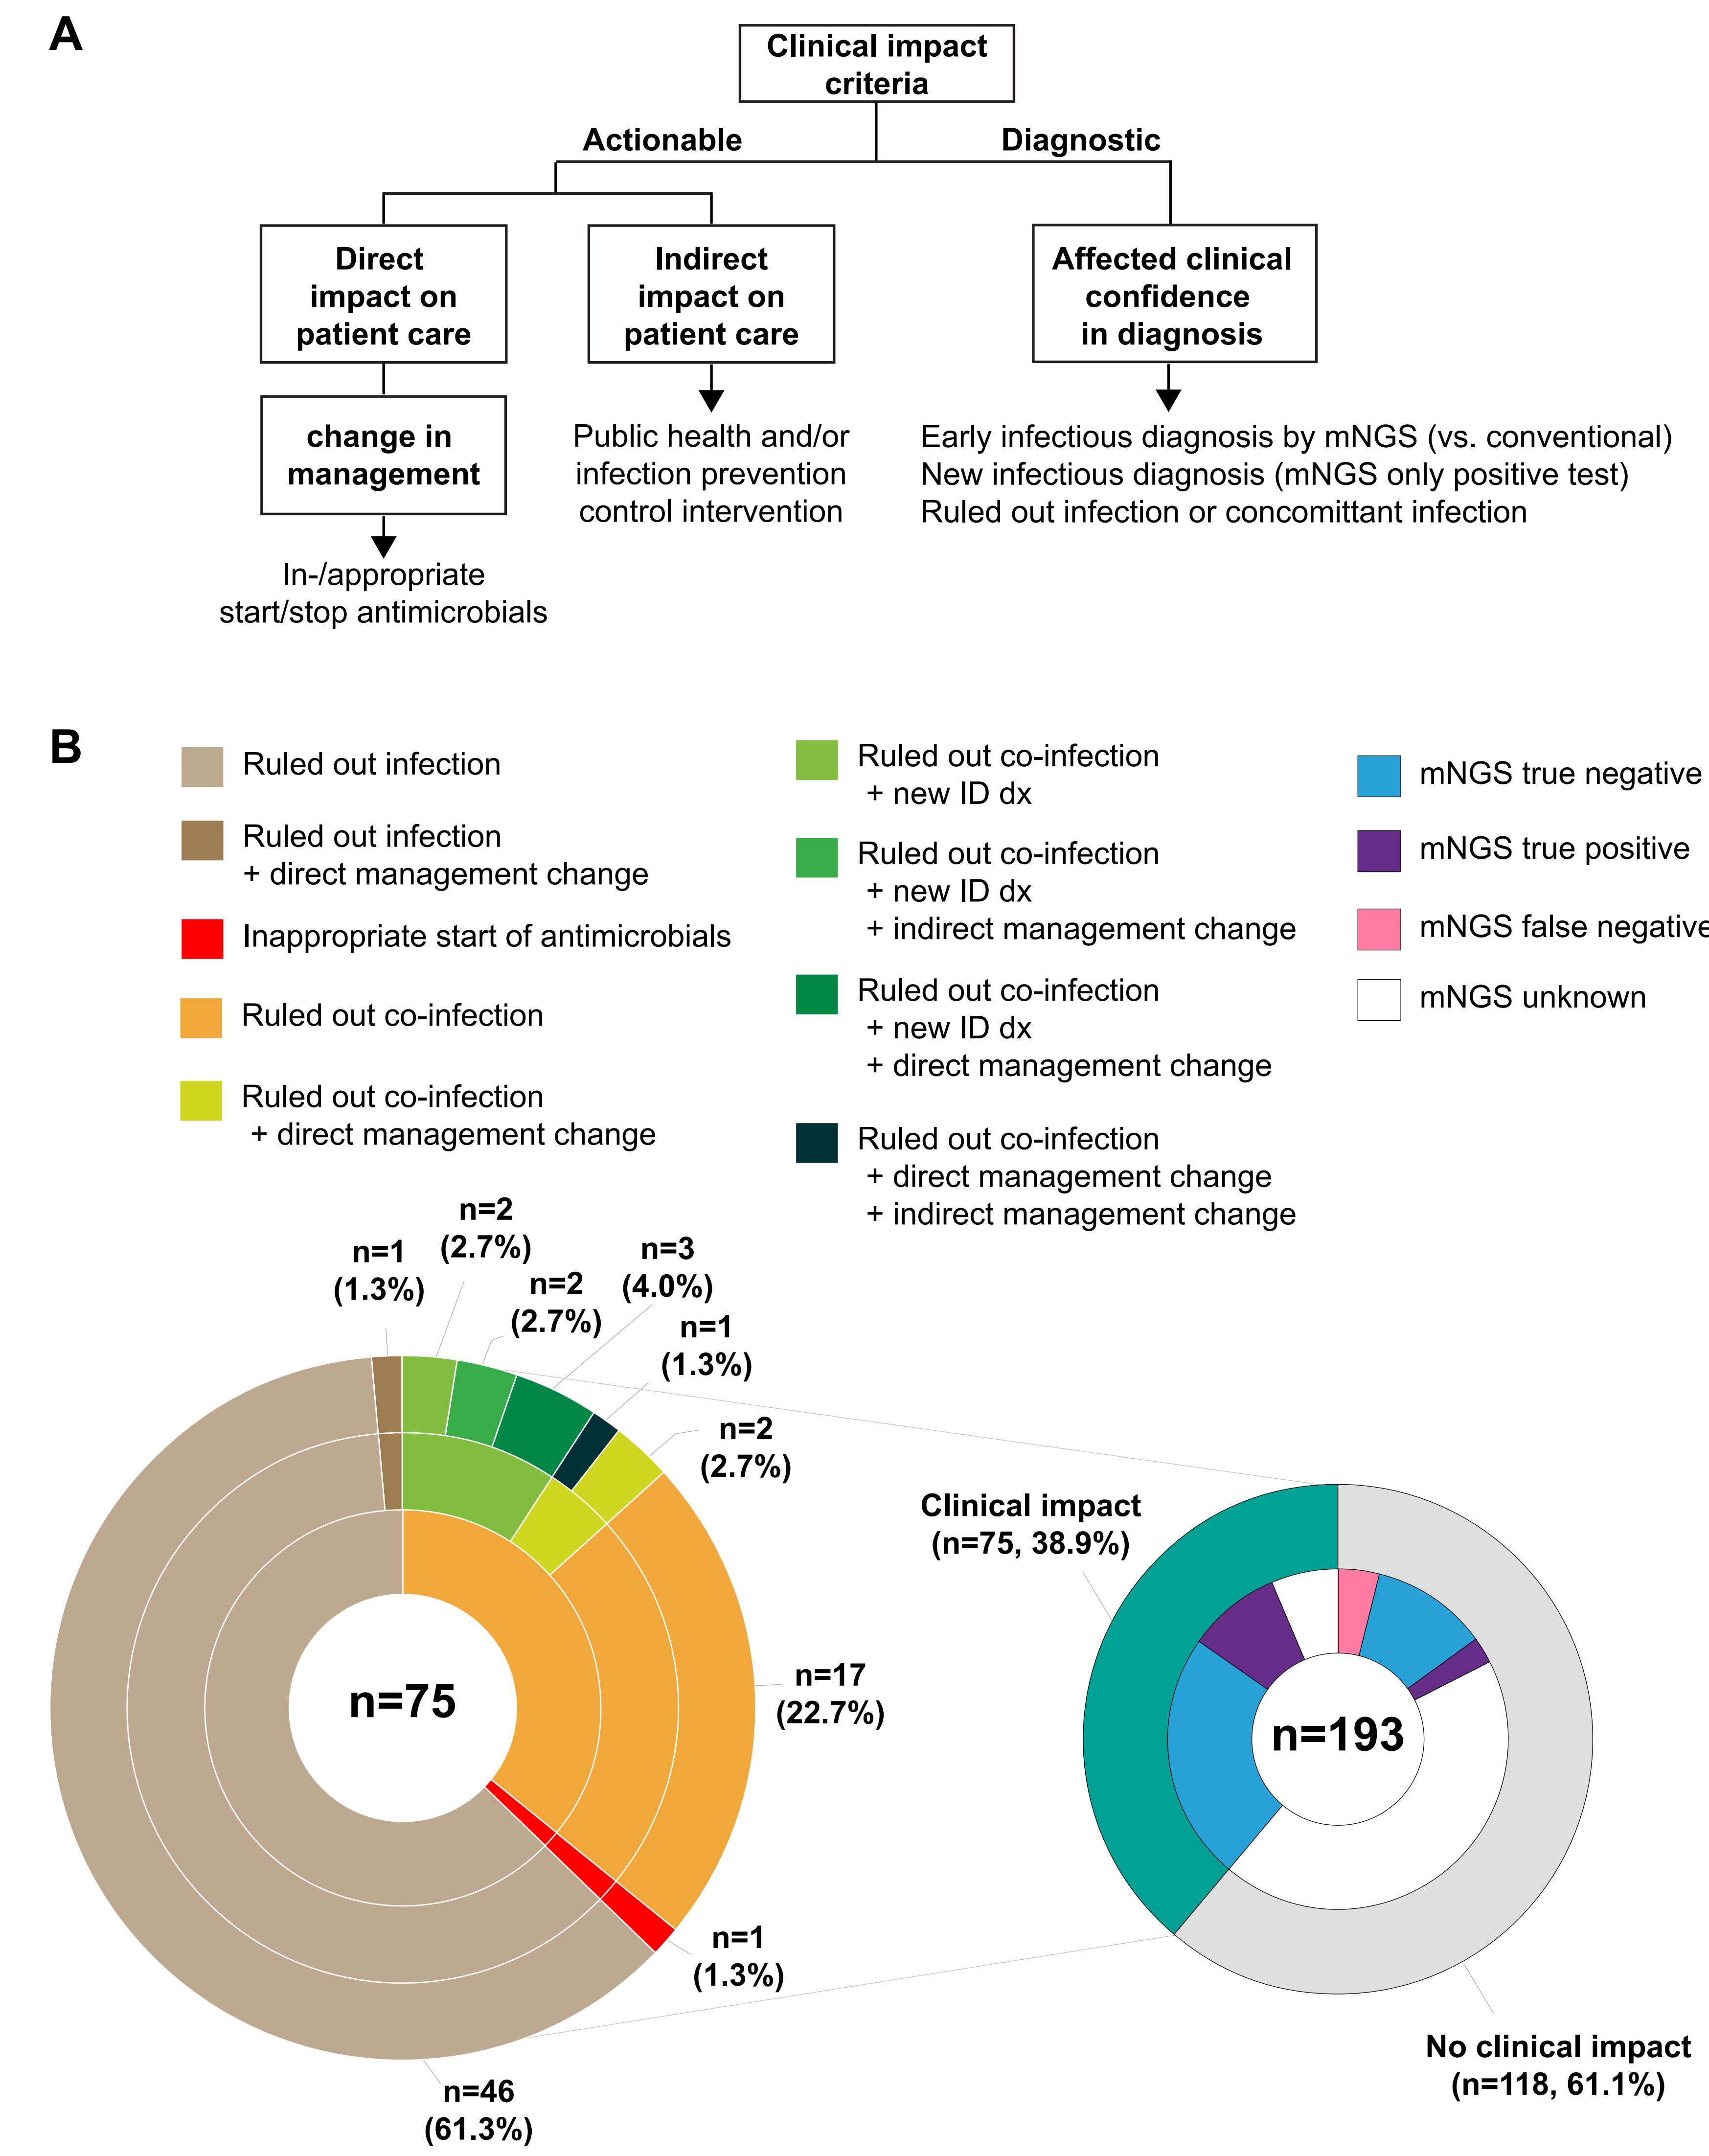 A
Clinical impact
criteria
Actionable
Diagnostic
Direct
impact on
patient care
Indirect
impact on
patient care
Affected clinical
confidence
in diagnosis
change in
management
Public health and/or
infection prevention
control intervention
Early infectious diagnosis by mNGS (vs. conventional)
New infectious diagnosis (mNGS only positive test)
Ruled out infection or concomittant infection
In-/appropriate
start/stop antimicrobials
B
Ruled out infection
Ruled out infection
+ direct management change
Inappropriate start of antimicrobials
Ruled out co-infection
Ruled out co-infection
+ direct management change
Ruled out co-infection
+ new ID dx
Ruled out co-infection
+ new ID dx
+ indirect management change
Ruled out co-infection
+ new ID dx
+ direct management change
Ruled out co-infection
+ direct management change
+ indirect management change
mNGS true negative
mNGS true positive
mNGS false negative
mNGS unknown
n=1
(1.3%)
n=2
(2.7%)
n=2
(2.7%)
n=3
(4.0%)
n=1
(1.3%)
n=2
(2.7%)
n=17
(22.7%)
n=1
(1.3%)
n=46
(61.3%)
n=75
Clinical impact
(n=75, 38.9%)
n=193
No clinical impact
(n=118, 61.1%)